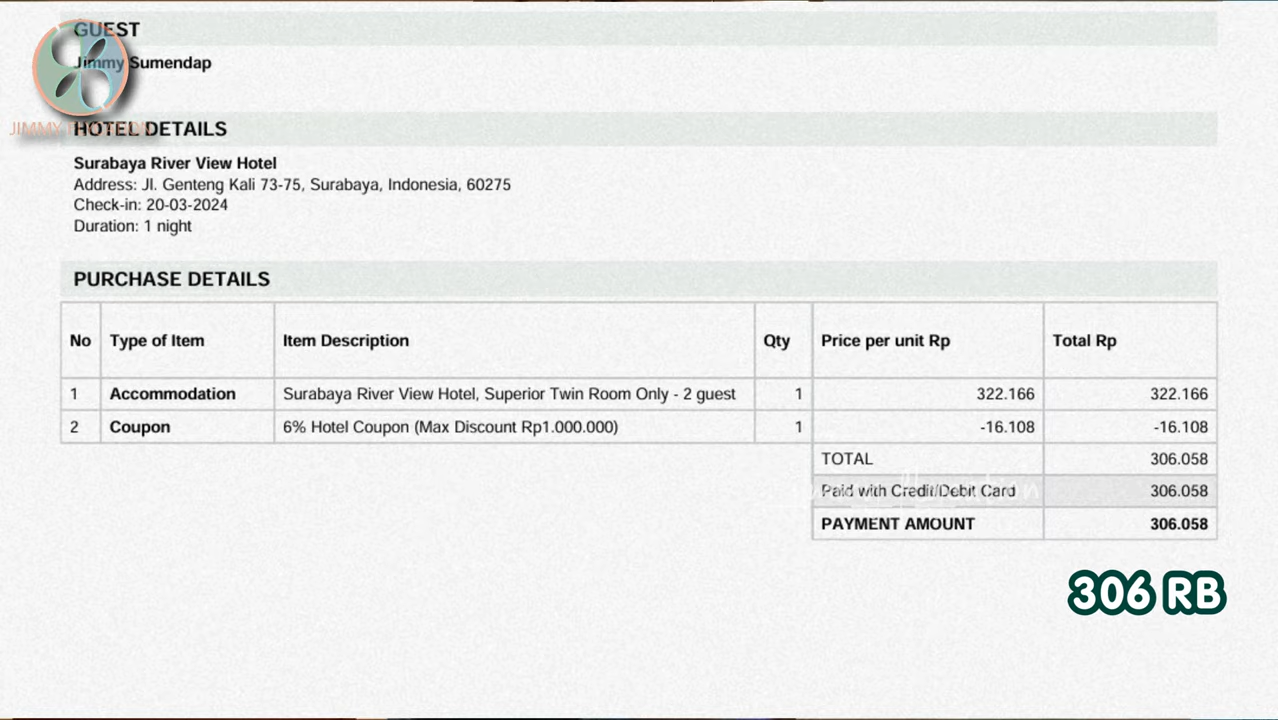 GUEST
Jimmy Sumendap
HOTEL DETAILS
Surabaya River View Hotel
Address: Jl. Genteng Kali 73-75, Surabaya, Indonesia, 60275
Check-in: 20-03-2024
Duration: 1 night
PURCHASE DETAILS
No Type of Item Item Description Qty Price per unit Rp Total Rp
1 Accommodation Surabaya River View Hotel, Superior Twin Room Only - 2 guest 1 322.166 322.166
2 Coupon 6% Hotel Coupon (Max Discount Rp1.000.000) 1 -16.108 -16.108
TOTAL 306.058
Paid with Credit/Debit Card 306.058
PAYMENT AMOUNT 306.058
306 RB